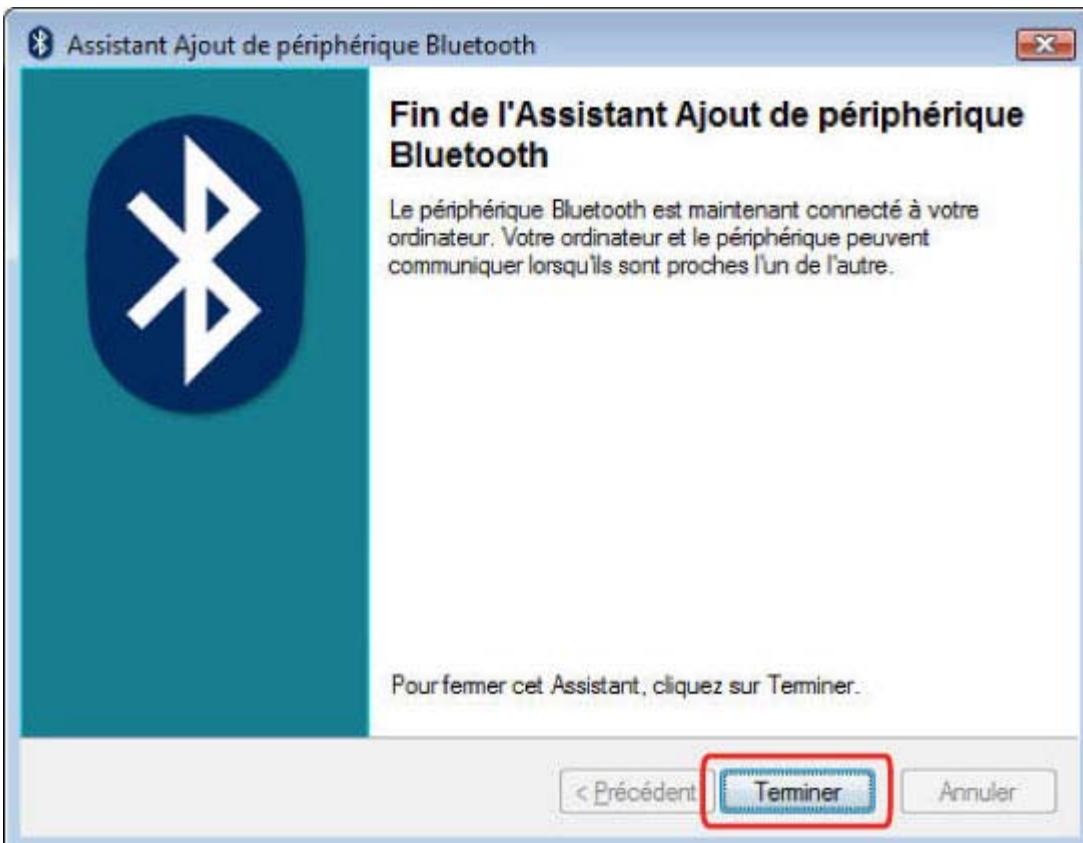 Assistant Ajout de périphérique Bluetooth
Fin de l'Assistant Ajout de périphérique
Bluetooth
Le périphérique Bluetooth est maintenant connecté à votre
ordinateur. Votre ordinateur et le périphérique peuvent
communiquer lorsqu'ils sont proches l'un de l'autre.
Pour fermer cet Assistant, cliquez sur Terminer.
< Précédent Terminer Annuler